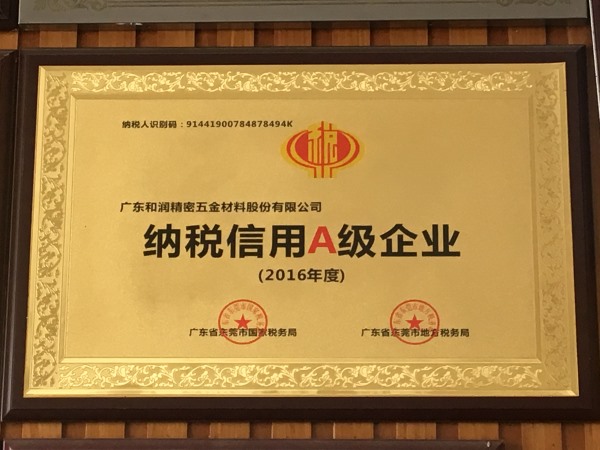 纳税人识别码：91441900784878494K
税
广东和润精密五金材料股份有限公司
纳税信用A级企业
(2016年度)
广东省东莞市国家税务局
广东省东莞市地方税务局